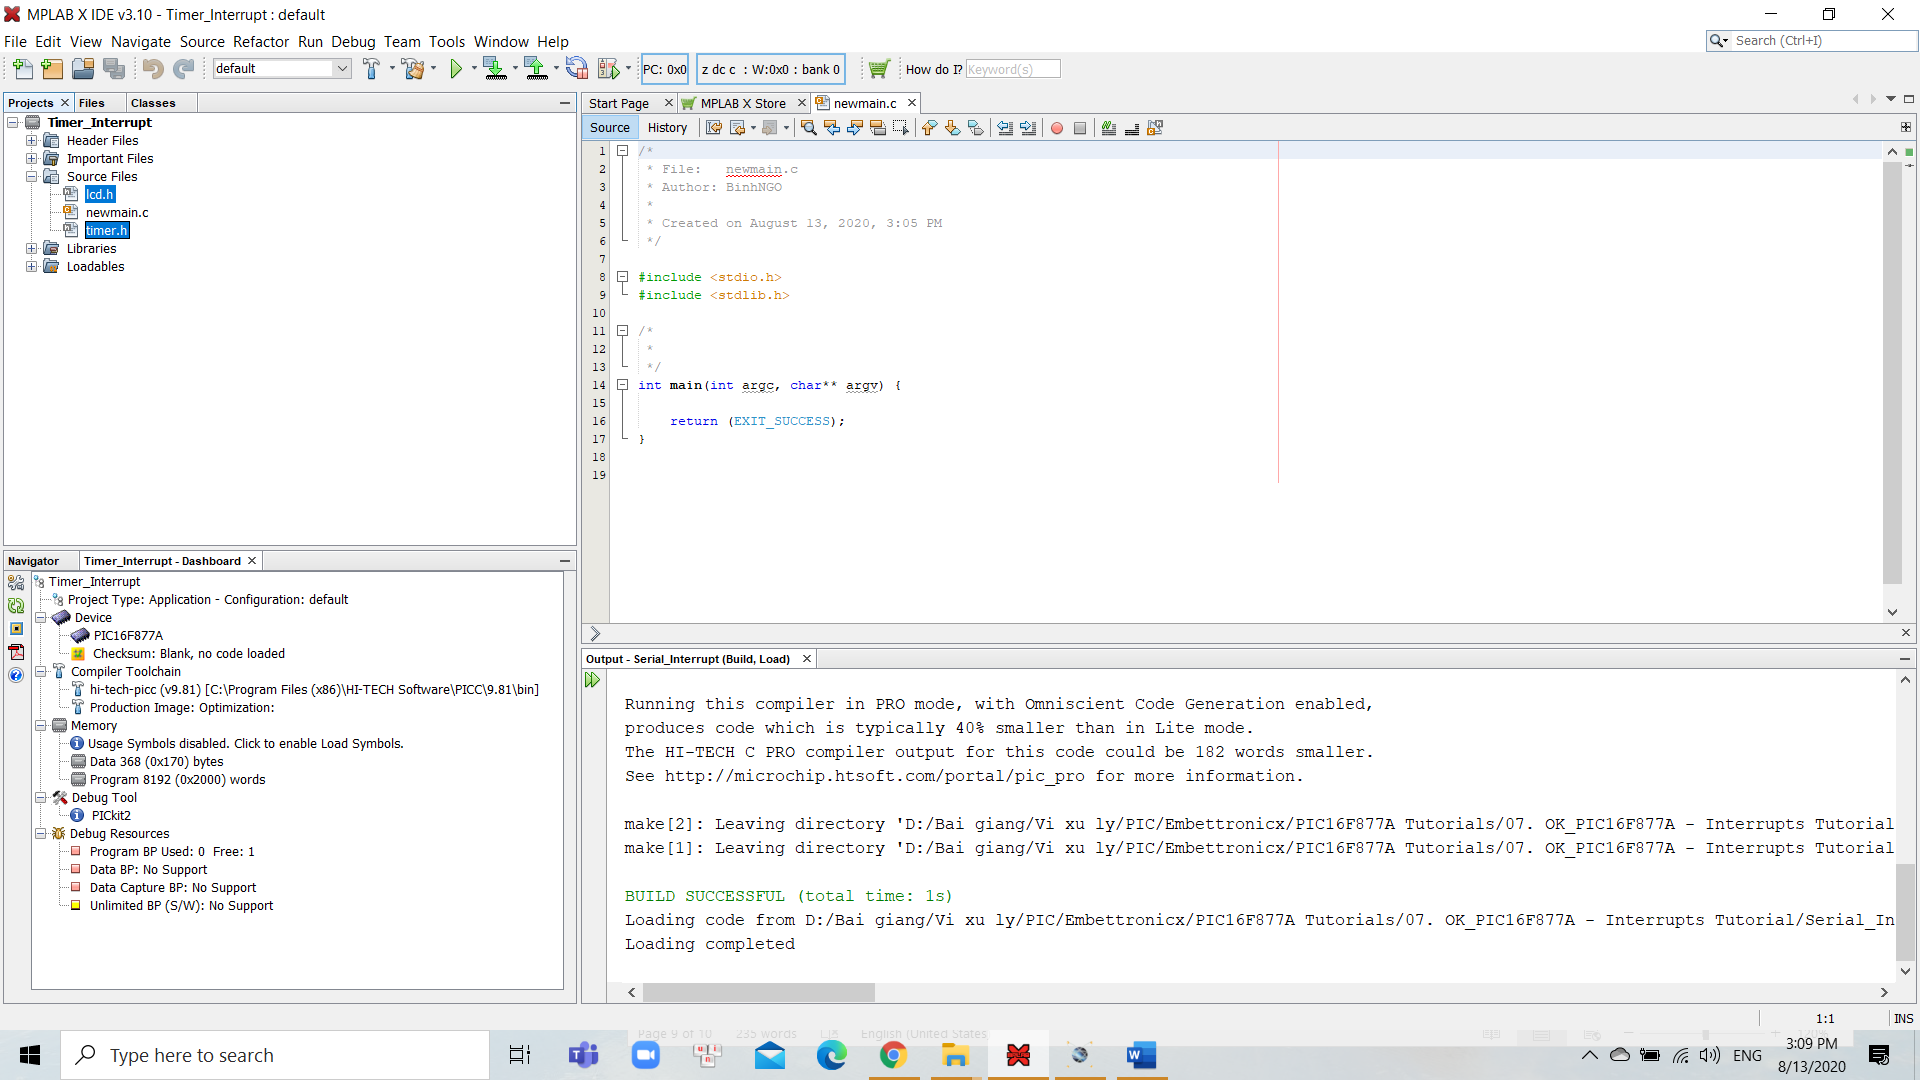 MPLAB X IDE v3.10 - Timer_Interrupt : default
File Edit View Navigate Source Refactor Run Debug Team Tools Window Help
Search (Ctrl+I)
default
PC: 0x0
z dc c : W:0x0 : bank 0
How do I?
Keyword(s)
Projects
Files
Classes
Timer_Interrupt
Header Files
Important Files
Source Files
lcd.h
newmain.c
timer.h
Libraries
Loadables
Navigator
Timer_Interrupt - Dashboard
Timer_Interrupt
Project Type: Application - Configuration: default
Device
PIC16F877A
Checksum: Blank, no code loaded
Compiler Toolchain
hi-tech-picc (v9.81) [C:\Program Files (x86)\HI-TECH Software\PICC\9.81\bin]
Production Image: Optimization:
Memory
Usage Symbols disabled. Click to enable Load Symbols.
Data 368 (0x170) bytes
Program 8192 (0x2000) words
Debug Tool
PICkit2
Debug Resources
Program BP Used: 0 Free: 1
Data BP: No Support
Data Capture BP: No Support
Unlimited BP (S/W): No Support
Start Page
MPLAB X Store
newmain.c
Source
History
1 /*
2 * File: newmain.c
3 * Author: BinhNGO
4 *
5 * Created on August 13, 2020, 3:05 PM
6 */
7
8 #include <stdio.h>
9 #include <stdlib.h>
10
11 /*
12 *
13 */
14 int main(int argc, char** argv) {
15
16 return (EXIT_SUCCESS);
17 }
18
19
Output - Serial_Interrupt (Build, Load)
Running this compiler in PRO mode, with Omniscient Code Generation enabled,
produces code which is typically 40% smaller than in Lite mode.
The HI-TECH C PRO compiler output for this code could be 182 words smaller.
See http://microchip.htsoft.com/portal/pic_pro for more information.
make[2]: Leaving directory 'D:/Bai giang/Vi xu ly/PIC/Embettronicx/PIC16F877A Tutorials/07. OK_PIC16F877A - Interrupts Tutorial
make[1]: Leaving directory 'D:/Bai giang/Vi xu ly/PIC/Embettronicx/PIC16F877A Tutorials/07. OK_PIC16F877A - Interrupts Tutorial
BUILD SUCCESSFUL (total time: 1s)
Loading code from D:/Bai giang/Vi xu ly/PIC/Embettronicx/PIC16F877A Tutorials/07. OK_PIC16F877A - Interrupts Tutorial/Serial_In
Loading completed
1:1
INS
Page 9 of 10 235 words English (United States
120%
Type here to search
ENG
3:09 PM
8/13/2020